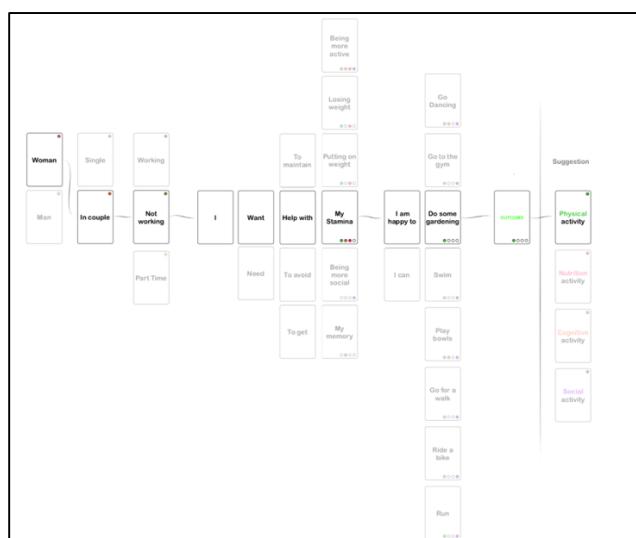 Being
more
active
Losing
weight
Go
Dancing
Woman
Single
Working
To
maintain
Putting on
weight
Go to the
gym
Suggestion
Man
In couple
Not
working
I
Want
Help with
My
Stamina
I am
happy to
Do some
gardening
OUTCOME
Physical
activity
Part Time
Need
To avoid
Being
more
social
I can
Swim
Nutrition
activity
To get
My
memory
Play
bowls
Cognitive
activity
Go for a
walk
Social
activity
Ride a
bike
Run